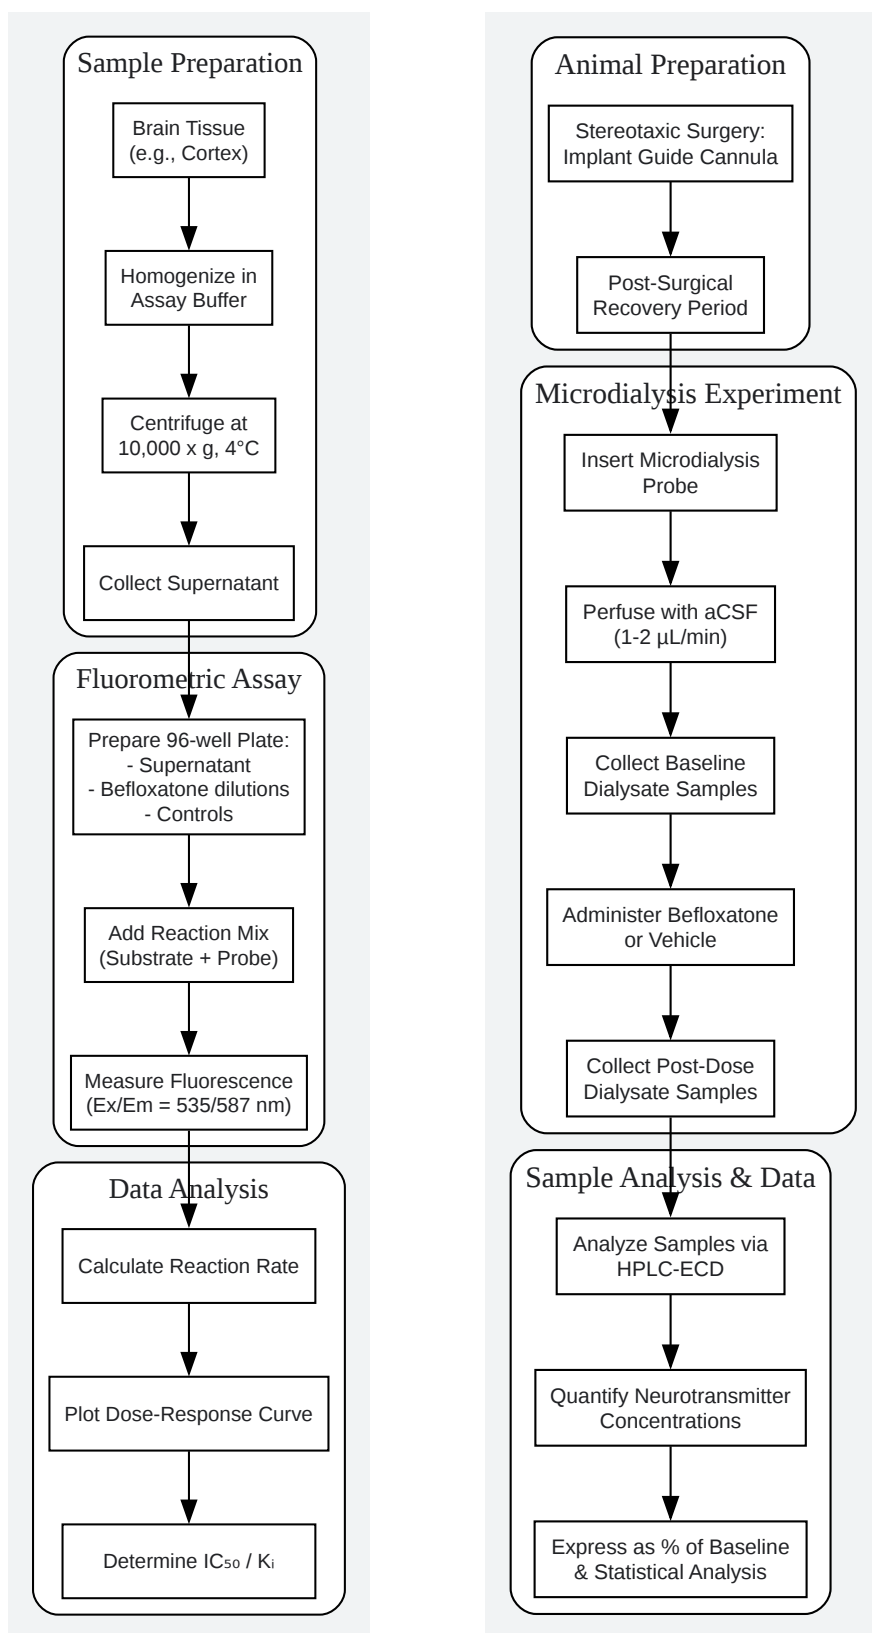 Sample Preparation
Brain Tissue
(e.g., Cortex)
Homogenize in
Assay Buffer
Centrifuge at
10,000 x g, 4°C
Collect Supernatant
Fluorometric Assay
Prepare 96-well Plate:
- Supernatant
- Befloxatone dilutions
- Controls
Add Reaction Mix
(Substrate + Probe)
Measure Fluorescence
(Ex/Em = 535/587 nm)
Data Analysis
Calculate Reaction Rate
Plot Dose-Response Curve
Determine IC₅₀ / Kᵢ
Animal Preparation
Stereotaxic Surgery:
Implant Guide Cannula
Post-Surgical
Recovery Period
Microdialysis Experiment
Insert Microdialysis
Probe
Perfuse with aCSF
(1-2 µL/min)
Collect Baseline
Dialysate Samples
Administer Befloxatone
or Vehicle
Collect Post-Dose
Dialysate Samples
Sample Analysis & Data
Analyze Samples via
HPLC-ECD
Quantify Neurotransmitter
Concentrations
Express as % of Baseline
& Statistical Analysis